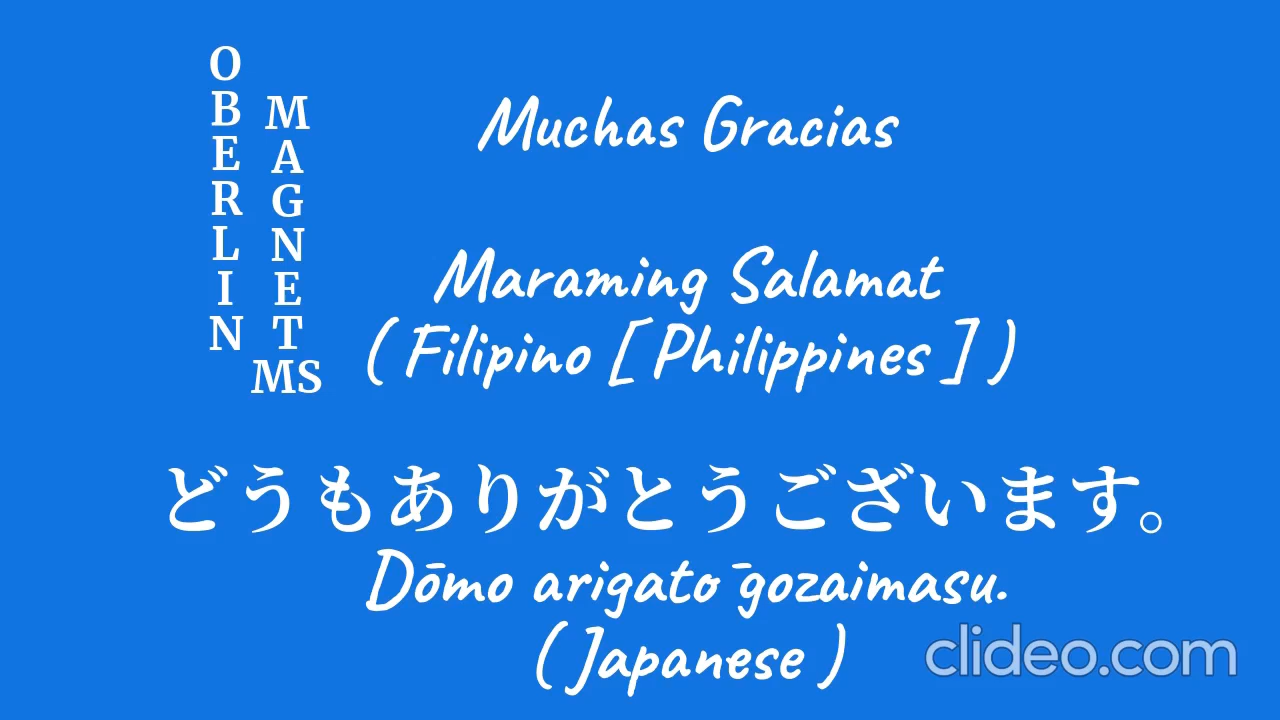 OBERLIN
MAGNET
MS
Muchas Gracias
Maraming Salamat
( Filipino [ Philippines ] )
どうもありがとうございます。
Dōmo arigatō gozaimasu.
( Japanese )
clideo.com